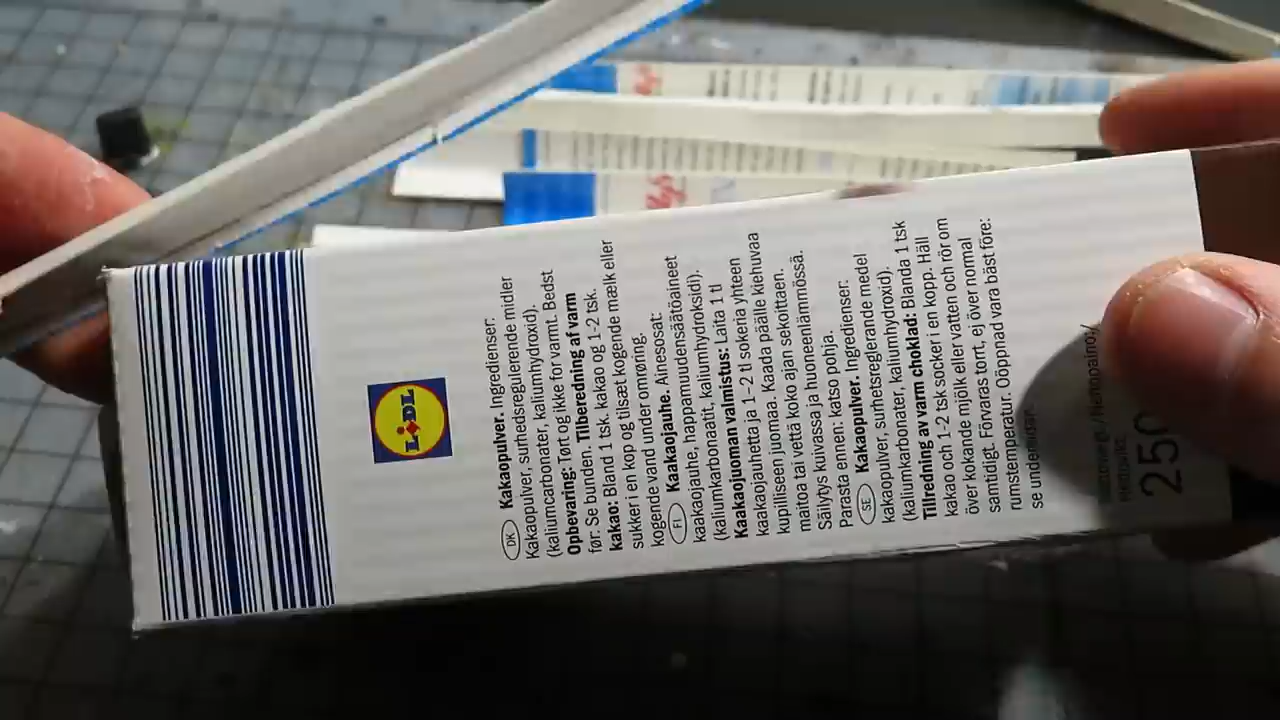 LIDL
DK Kakaopulver. Ingredienser:
Kakaopulver, surhedsregulerende midler
(kaliumcarbonater, kaliumhydroxid).
Opbevaring: Tørt og ikke for varmt. Bedst
før: Se bunden. Tilberedning af varm
kakao: Bland 1 tsk. kakao og 1-2 tsk.
sukker i en kop og tilsæt kogende mælk eller
kogende vand under omrøring.
FI Kaakaojauhe. Ainesosat:
kaakaojauhe, happamuudensäätöaineet
(kaliumkarbonaatit, kaliumhydroksidi).
Kaakaojuoman valmistus: Laita 1 tl
kaakaojauhetta ja 1-2 tl sokeria yhteen
kupilliseen juomaa. Kaada päälle kiehuvaa
maitoa tai vettä koko ajan sekoittaen.
Säilytys kuivassa ja huoneenlämmössä.
Parasta ennen: katso pohja.
SE Kakaopulver. Ingredienser:
kakaopulver, surhetsreglerande medel
(kaliumkarbonater, kaliumhydroxid).
Tillredning av varm choklad: Blanda 1 tsk
kakao och 1-2 tsk socker i en kopp. Häll
över kokande mjölk eller vatten och rör om
samtidigt. Förvaras torrt, ej över normal
rumstemperatur. Oöppnad vara bäst före:
se undersidan.
Nettovægt/Nettopaino/
Nettovikt:
250